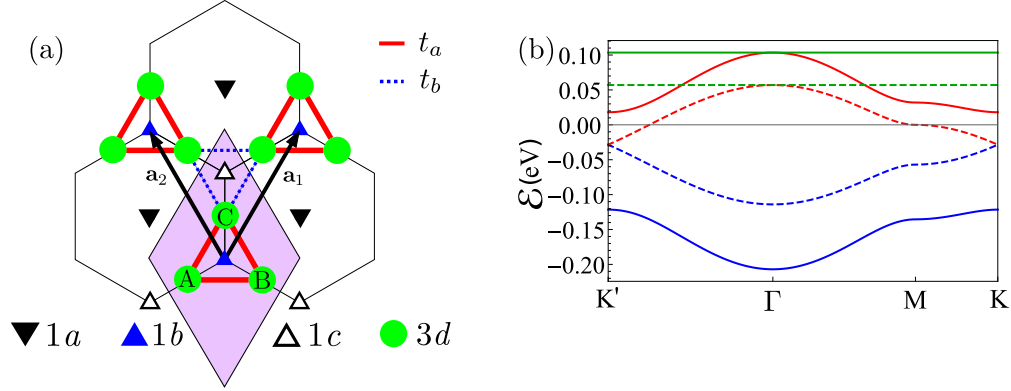 (a)
t_a
t_b
a_2
a_1
C
A
B
1a
1b
1c
3d
(b)
ℰ(eV)
0.10
0.05
0.00
−0.05
−0.10
−0.15
−0.20
K'
Γ
M
K